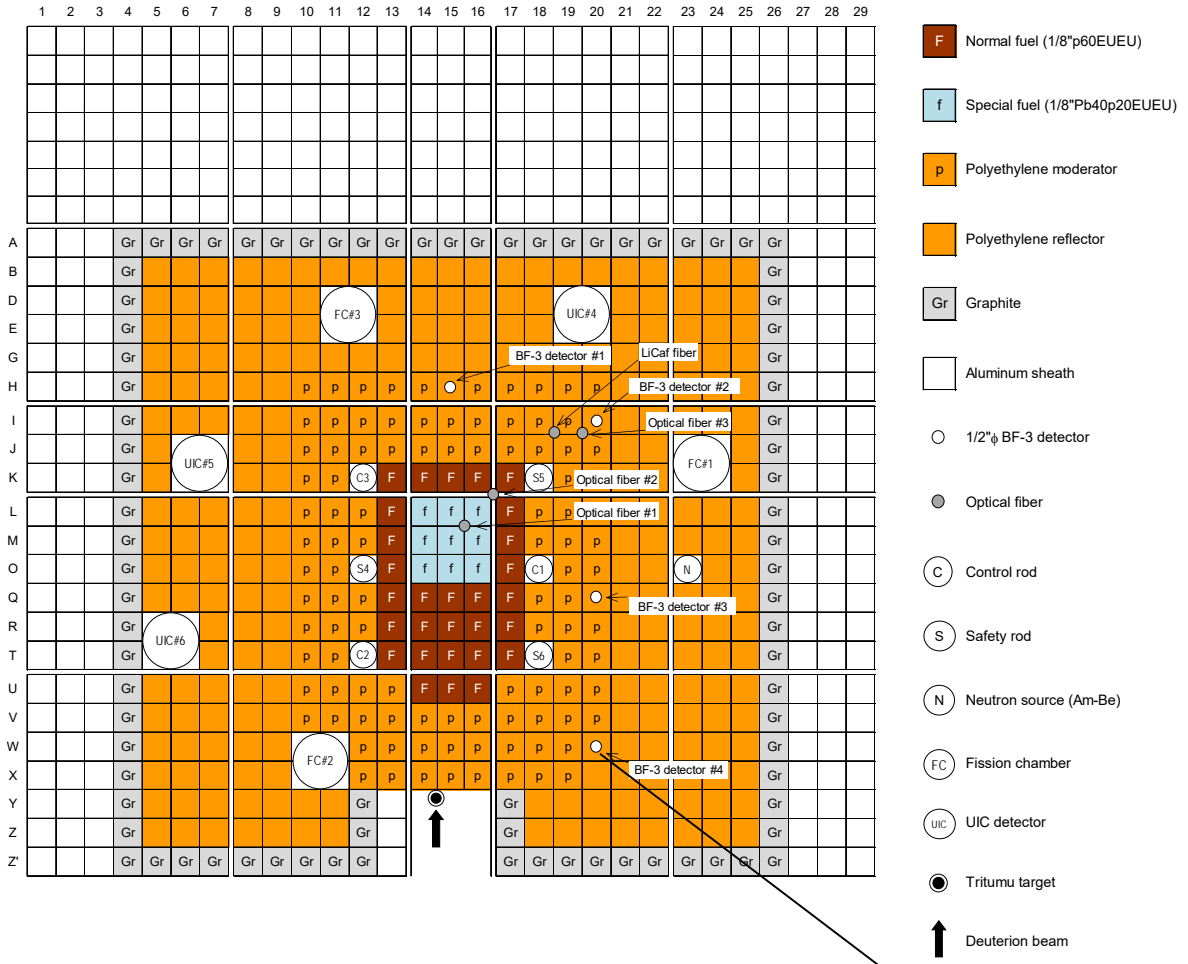 1 2 3 4 5 6 7 8 9 10 11 12 13 14 15 16 17 18 19 20 21 22 23 24 25 26 27 28 29
A Gr Gr Gr Gr Gr Gr Gr Gr Gr Gr Gr Gr Gr Gr Gr Gr Gr Gr Gr Gr Gr Gr Gr
B Gr Gr
D Gr Gr
FC#3 UIC#4
E Gr Gr
G Gr Gr
BF-3 detector #1
LiCaf fiber
H Gr p p p p p p p p p p Gr
BF-3 detector #2
I Gr p p p p p p p p p p Gr
Optical fiber #3
J Gr p p p p p p p p p p p Gr
UIC#5 FC#1
K Gr p p C3 F F F F F S5 p Gr
Optical fiber #2
L Gr p p p F f f f F p p Gr
Optical fiber #1
M Gr p p p F f f f F p p p Gr
O Gr p p S4 F f f f F C1 p p N Gr
Q Gr p p p F F F F F p p Gr
BF-3 detector #3
R Gr p p p F F F F F p p p Gr
UIC#6
T Gr p p C2 F F F F F S6 p p Gr
U Gr p p p p F F F p p p p Gr
V Gr p p p p p p p p p p p Gr
W Gr p p p p p p p p Gr
FC#2
BF-3 detector #4
X Gr p p p p p p p p Gr
Y Gr Gr Gr Gr
Z Gr Gr Gr Gr
Z' Gr Gr Gr Gr Gr Gr Gr Gr Gr Gr Gr Gr Gr Gr Gr Gr Gr Gr Gr
F Normal fuel (1/8"p60EUEU)
f Special fuel (1/8"Pb40p20EUEU)
p Polyethylene moderator
Polyethylene reflector
Gr Graphite
Aluminum sheath
1/2"φ BF-3 detector
Optical fiber
C Control rod
S Safety rod
N Neutron source (Am-Be)
FC Fission chamber
UIC UIC detector
Tritumu target
Deuterion beam